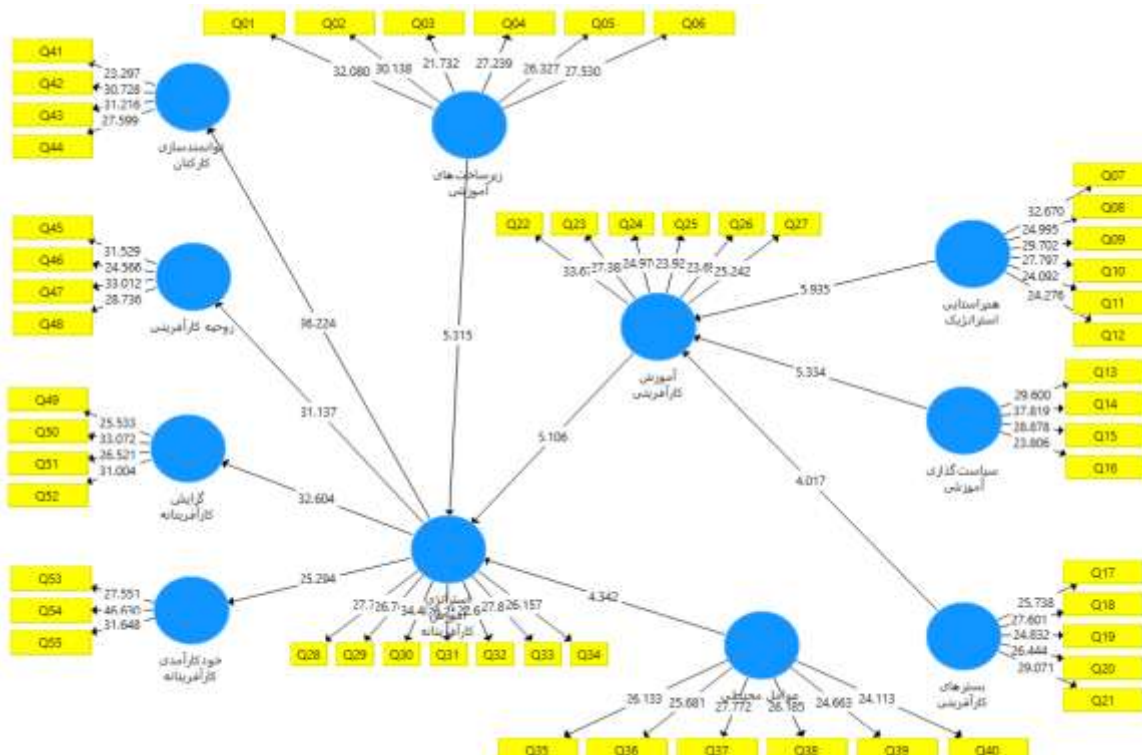 Q01 Q02 Q03 Q04 Q05 Q06
32.080 30.138 21.732 27.239 26.327 27.530
زیرساخت‌های
آموزشی
Q41
Q42
Q43
Q44
23.297
30.728
31.216
27.599
توانمندسازی
کارکنان
Q45
Q46
Q47
Q48
31.529
24.566
33.012
28.736
روحیه کارآفرینی
Q49
Q50
Q51
Q52
25.533
33.072
26.521
31.004
گرایش
کارآفرینانه
Q53
Q54
Q55
27.551
46.630
31.648
خودکارآمدی
کارآفرینانه
36.224
31.137
32.604
25.294
5.315
5.106
4.342
Q22 Q23 Q24 Q25 Q26 Q27
25.242
آموزش
کارآفرینی
5.935
5.334
4.017
Q07
Q08
Q09
Q10
Q11
Q12
32.670
24.995
29.702
27.797
24.092
24.276
هم‌راستایی
استراتژیک
Q13
Q14
Q15
Q16
29.600
37.819
28.878
23.806
سیاست‌گذاری
آموزشی
Q17
Q18
Q19
Q20
Q21
25.738
27.601
24.832
26.444
29.071
بسترهای
کارآفرینی
26.157
استراتژی
آموزش
کارآفرینانه
Q28 Q29 Q30 Q31 Q32 Q33 Q34
عوامل محیطی
26.133 25.681 27.772 26.185 24.663 24.113
Q35 Q36 Q37 Q38 Q39 Q40